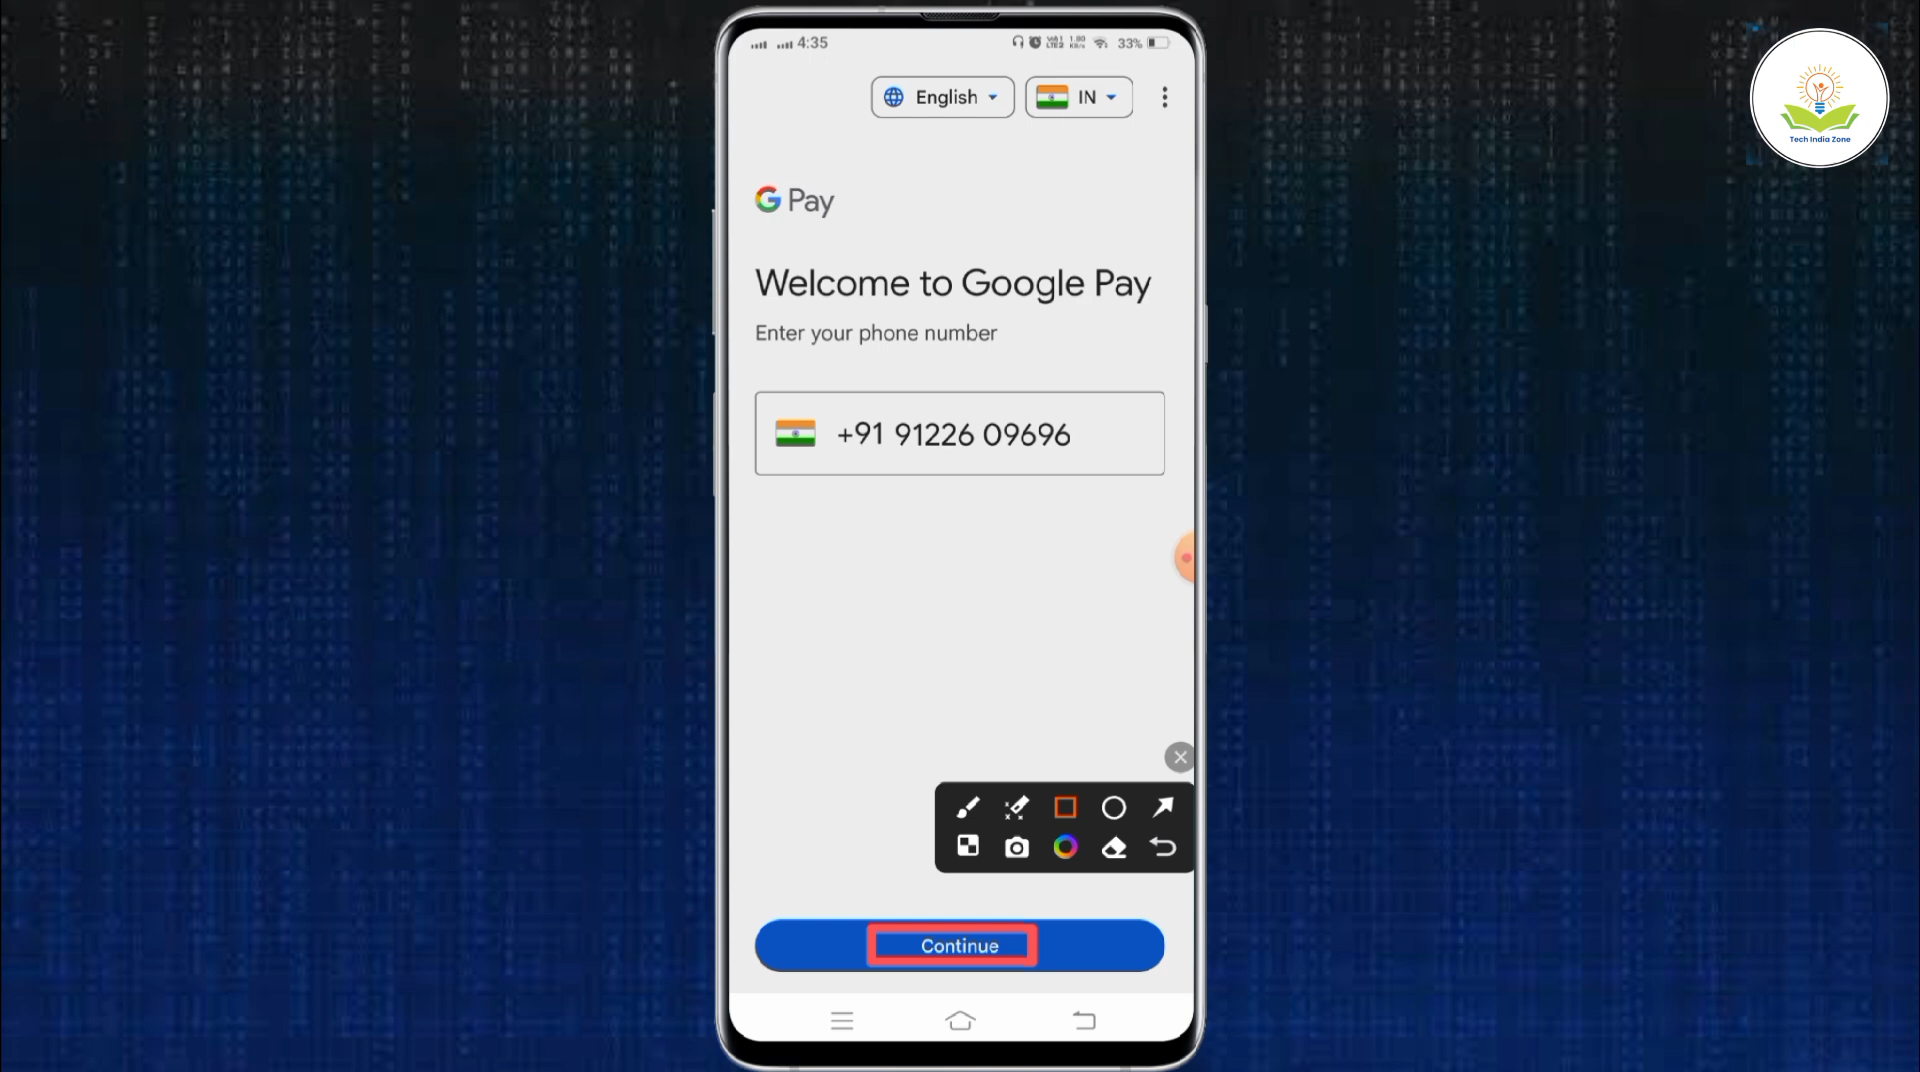 4:35
33%
English
IN
G Pay
Welcome to Google Pay
Enter your phone number
+91 91226 09696
Continue
Tech India Zone